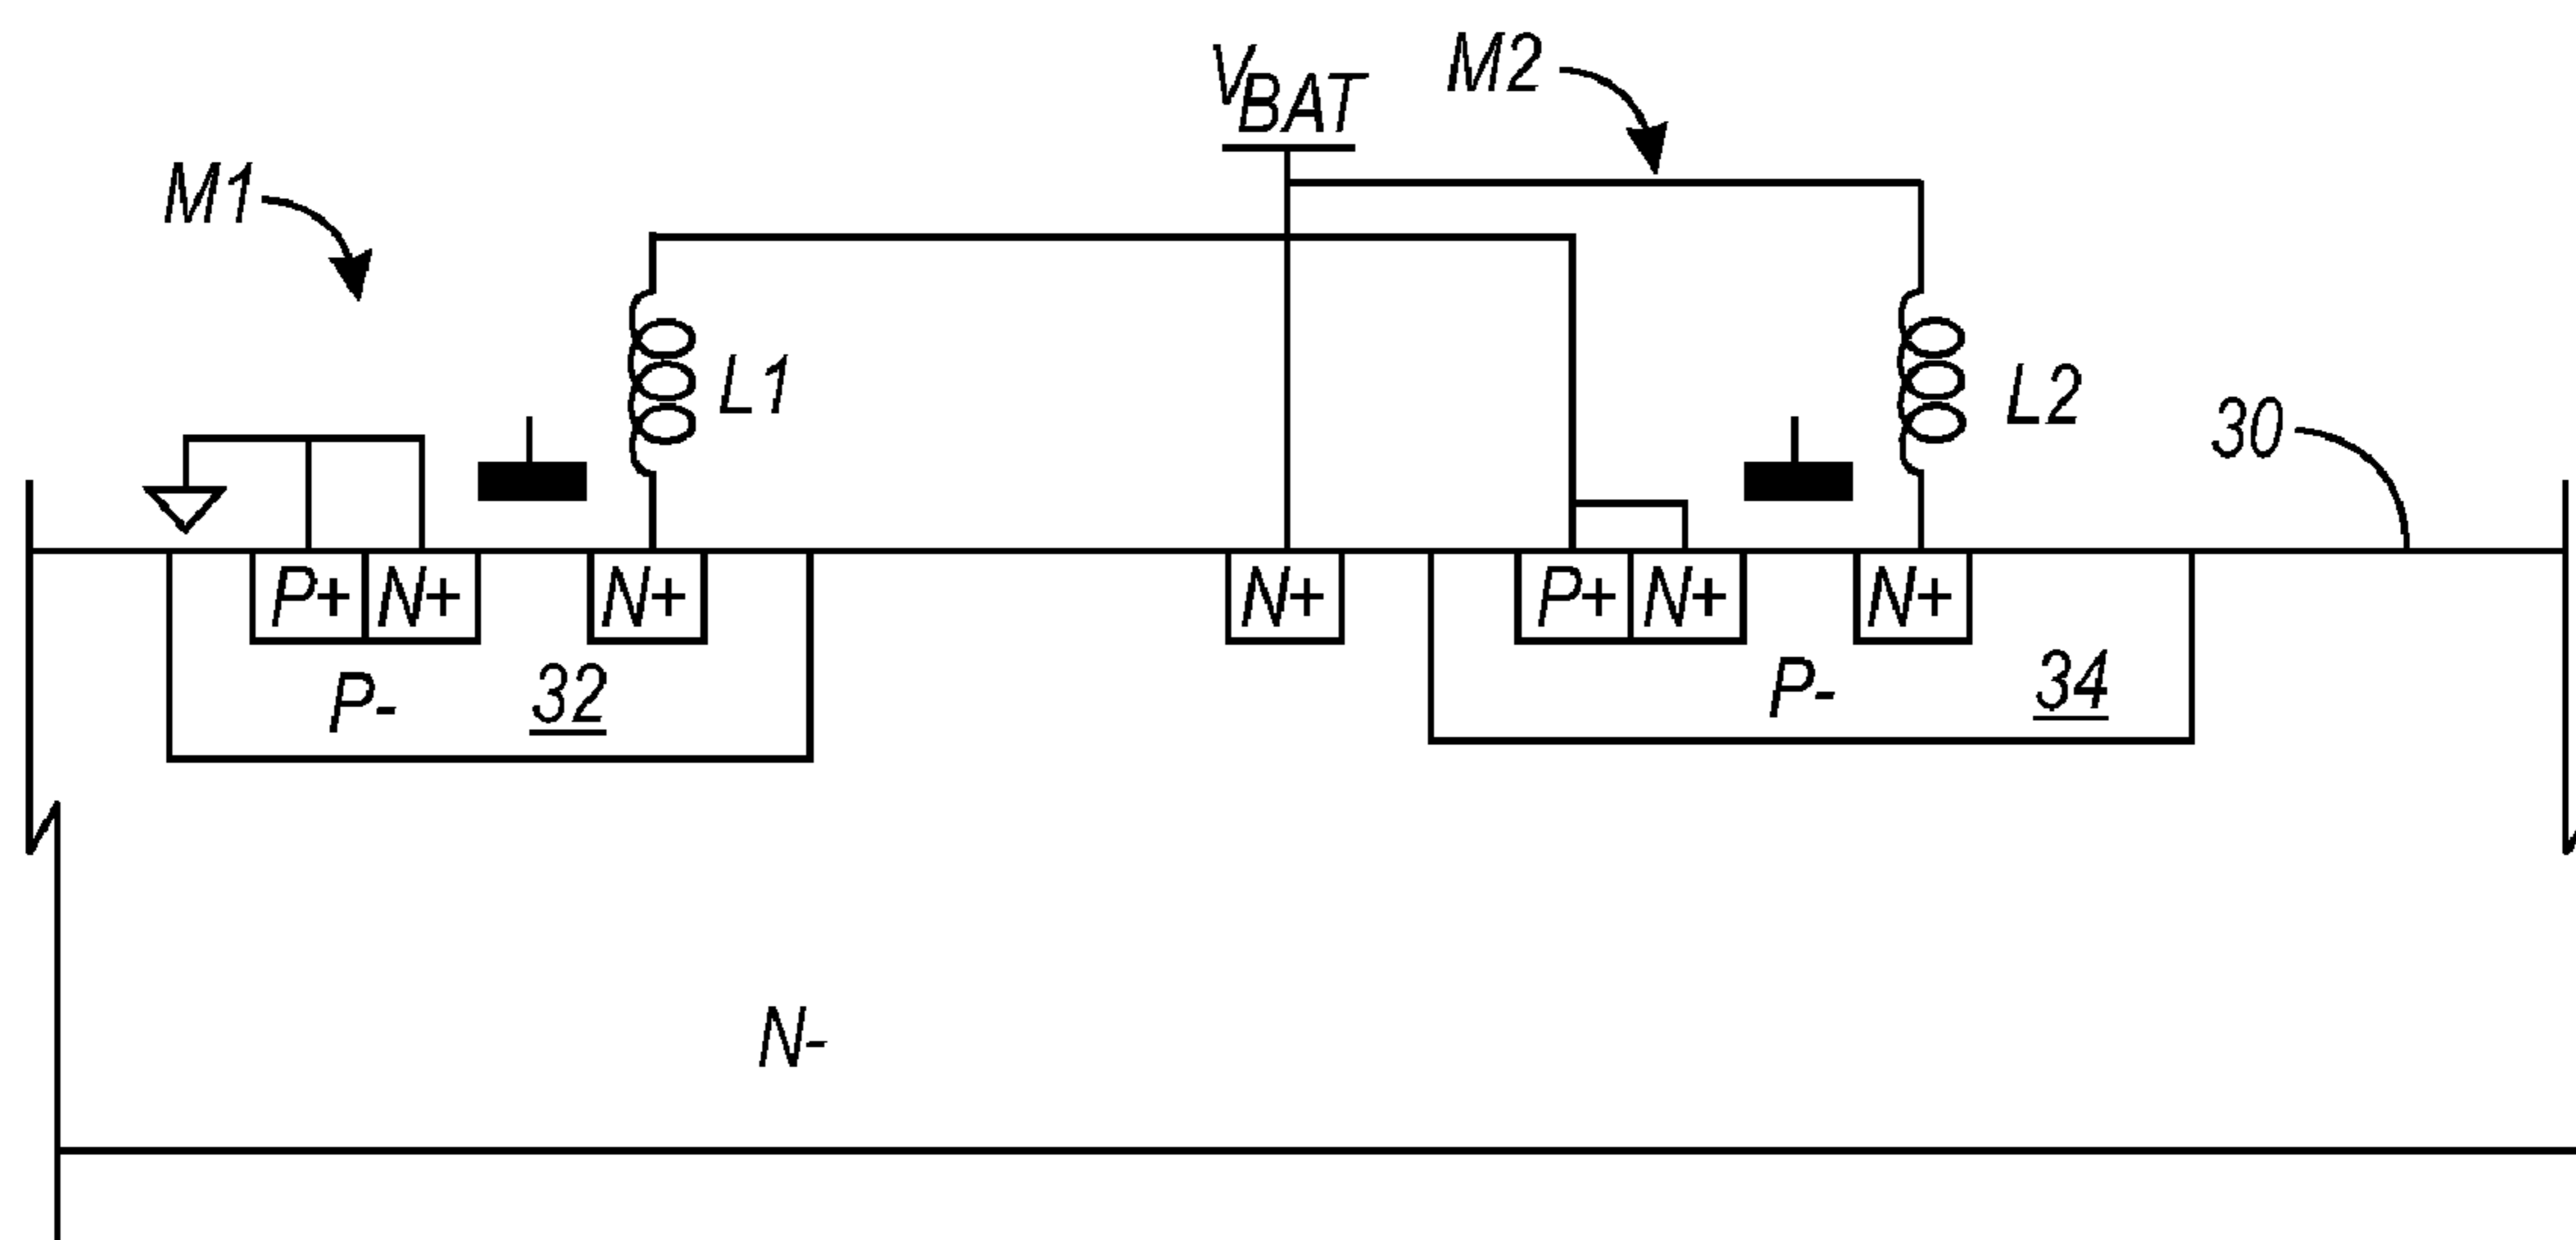 VBAT
M2
M1
L1
L2
30
P+ N+ N+ N+ P+ N+ N+
P- 32 P- 34
N-